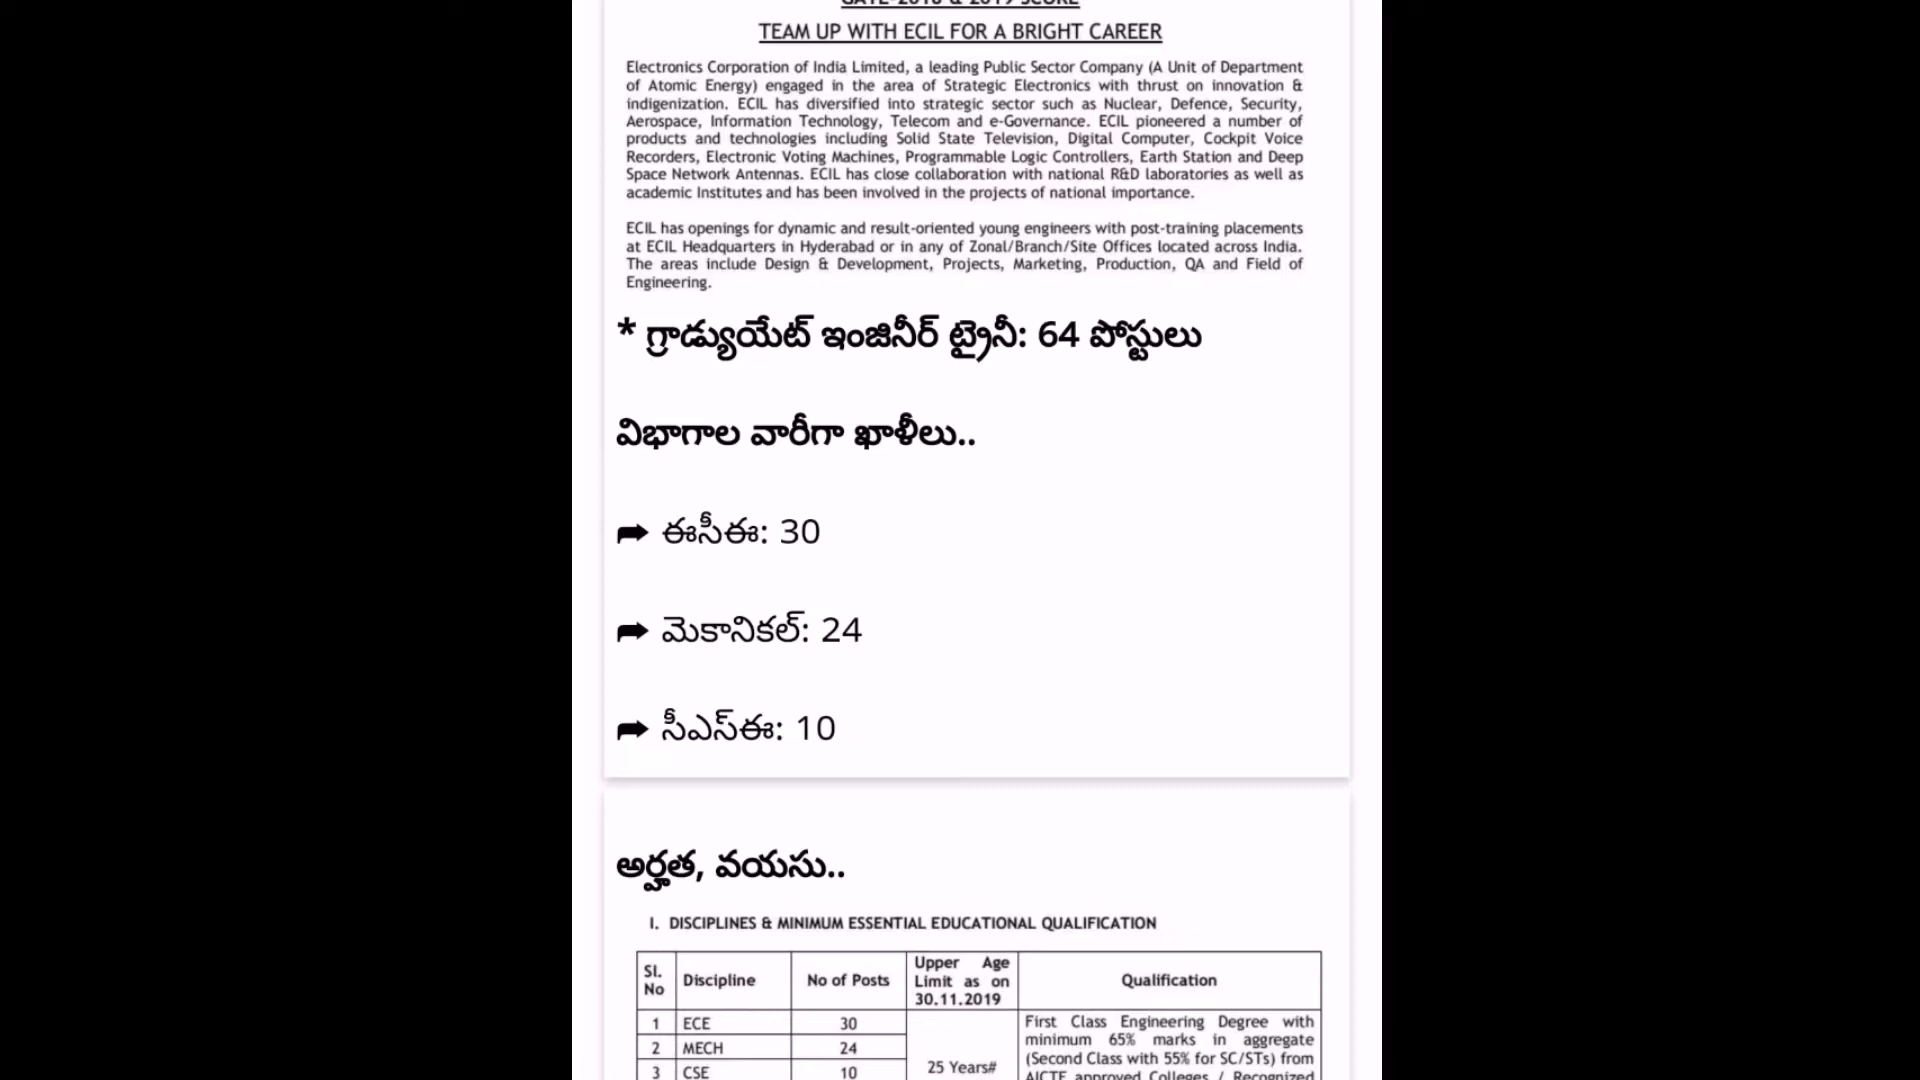 GATE-2018 & 2019 SCORE
TEAM UP WITH ECIL FOR A BRIGHT CAREER
Electronics Corporation of India Limited, a leading Public Sector Company (A Unit of Department
of Atomic Energy) engaged in the area of Strategic Electronics with thrust on innovation &
indigenization. ECIL has diversified into strategic sector such as Nuclear, Defence, Security,
Aerospace, Information Technology, Telecom and e-Governance. ECIL pioneered a number of
products and technologies including Solid State Television, Digital Computer, Cockpit Voice
Recorders, Electronic Voting Machines, Programmable Logic Controllers, Earth Station and Deep
Space Network Antennas. ECIL has close collaboration with national R&D laboratories as well as
academic Institutes and has been involved in the projects of national importance.
ECIL has openings for dynamic and result-oriented young engineers with post-training placements
at ECIL Headquarters in Hyderabad or in any of Zonal/Branch/Site Offices located across India.
The areas include Design & Development, Projects, Marketing, Production, QA and Field of
Engineering.
* గ్రాడ్యుయేట్ ఇంజినీర్ ట్రైనీ: 64 పోస్టులు
విభాగాల వారీగా ఖాళీలు..
➦ ఈసీఈ: 30
➦ మెకానికల్: 24
➦ సీఎస్ఈ: 10
అర్హత, వయసు..
I. DISCIPLINES & MINIMUM ESSENTIAL EDUCATIONAL QUALIFICATION
Sl. No Discipline No of Posts Upper Age Limit as on 30.11.2019 Qualification
1 ECE 30 First Class Engineering Degree with
2 MECH 24 minimum 65% marks in aggregate
3 CSE 10 25 Years# (Second Class with 55% for SC/STs) from
AICTE approved Colleges / Recognized